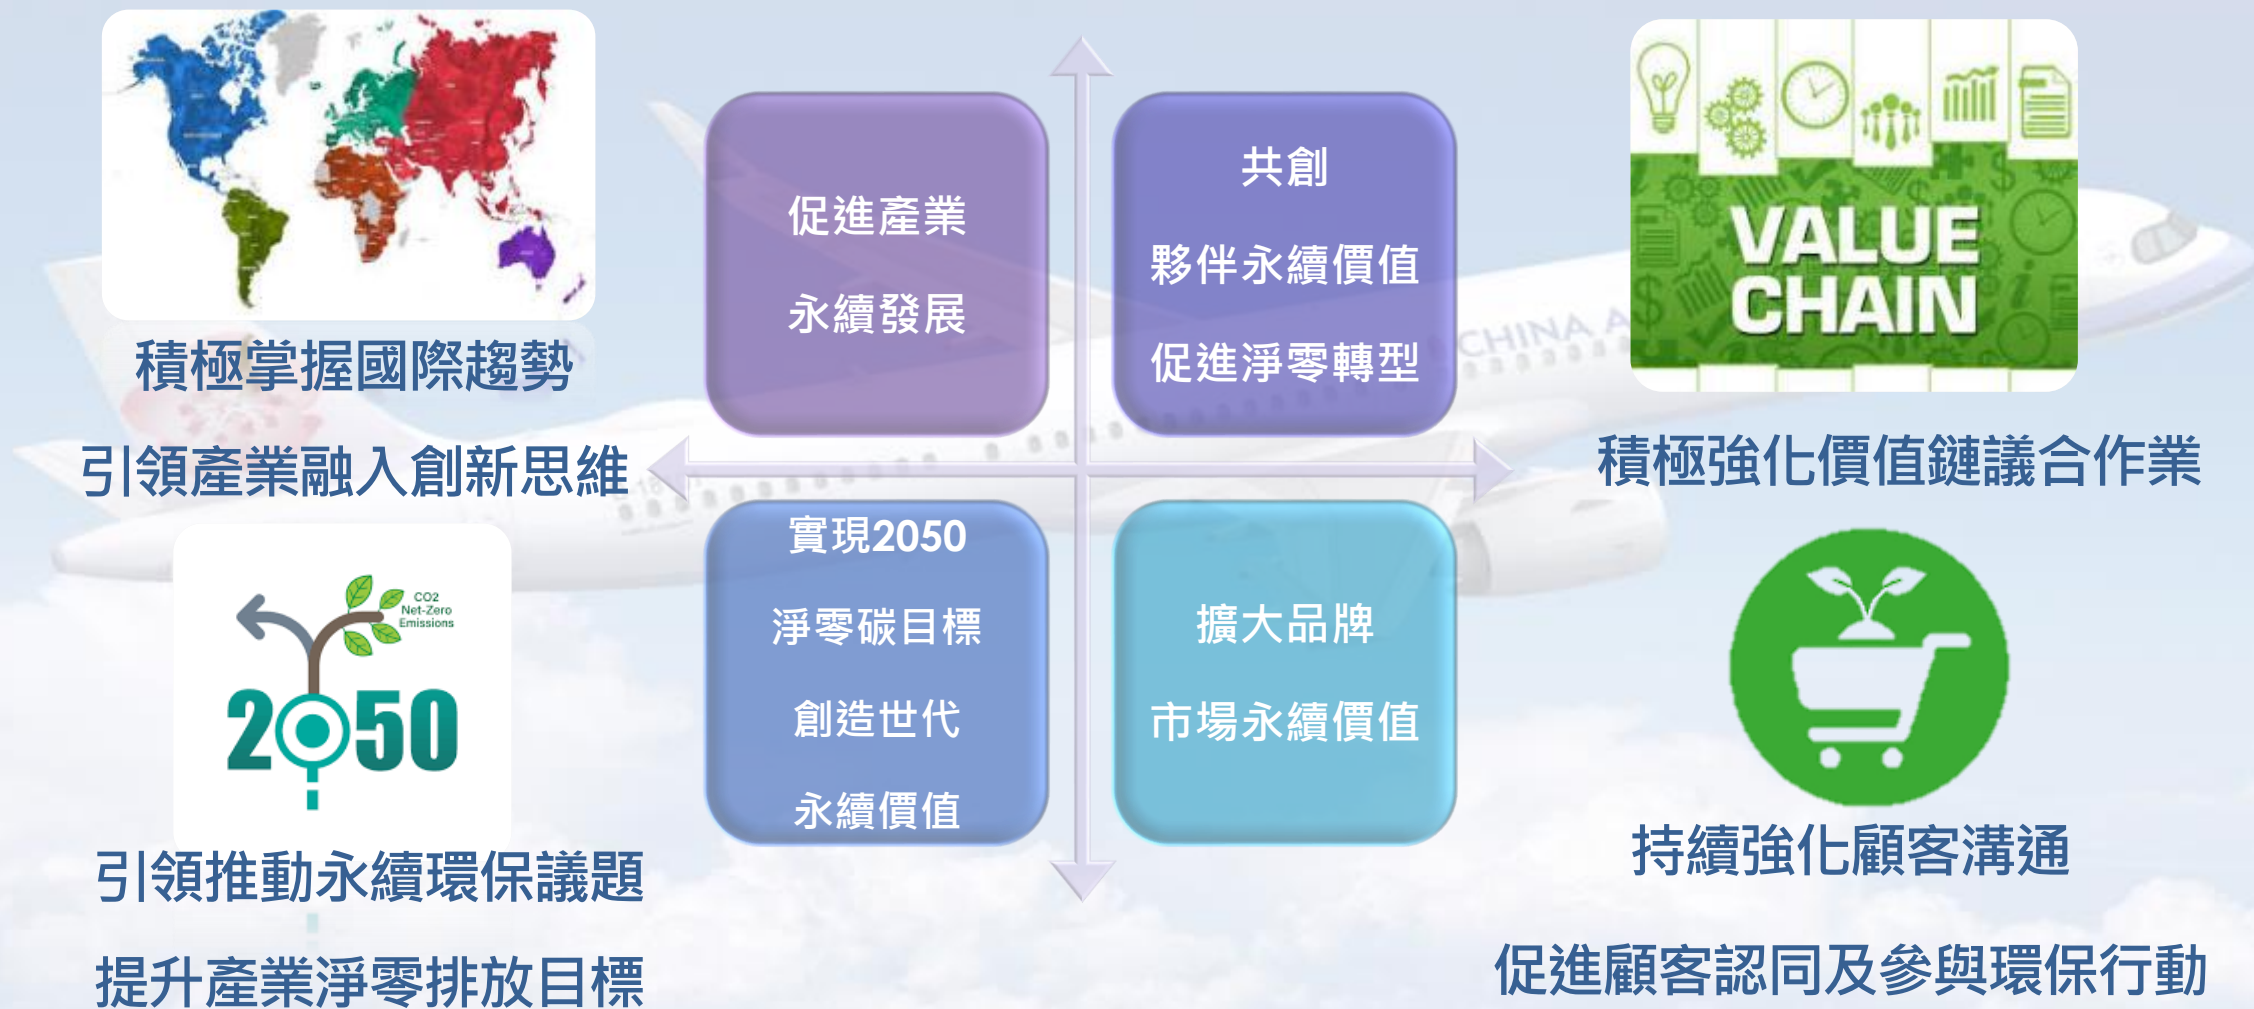 積極掌握國際趨勢
引領產業融入創新思維
促進產業
永續發展
共創
夥伴永續價值
促進淨零轉型
VALUE
CHAIN
積極強化價值鏈議合作業
CHINA A
CO2
Net-Zero
Emissions
2050
引領推動永續環保議題
提升產業淨零排放目標
實現2050
淨零碳目標
創造世代
永續價值
擴大品牌
市場永續價值
持續強化顧客溝通
促進顧客認同及參與環保行動